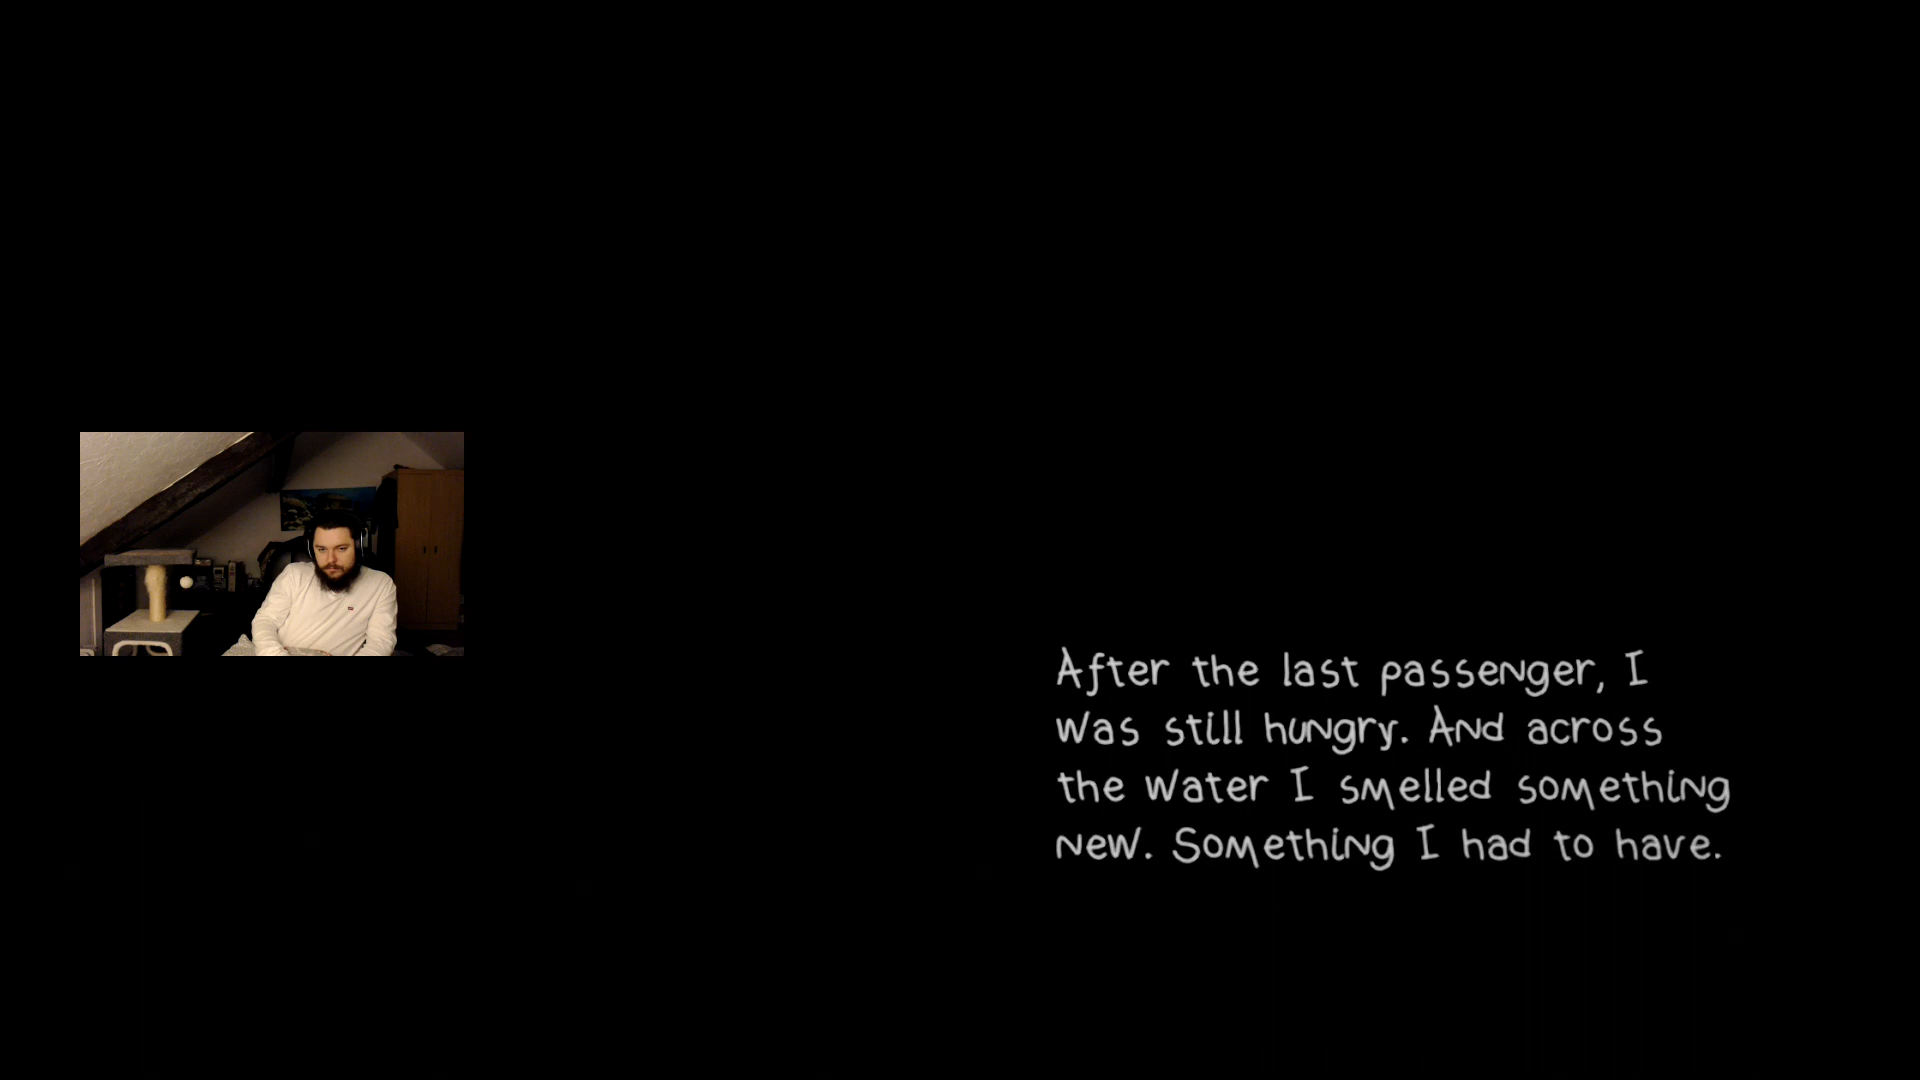 After the last passenger, I
was still hungry. And across
the water I smelled something
new. Something I had to have.